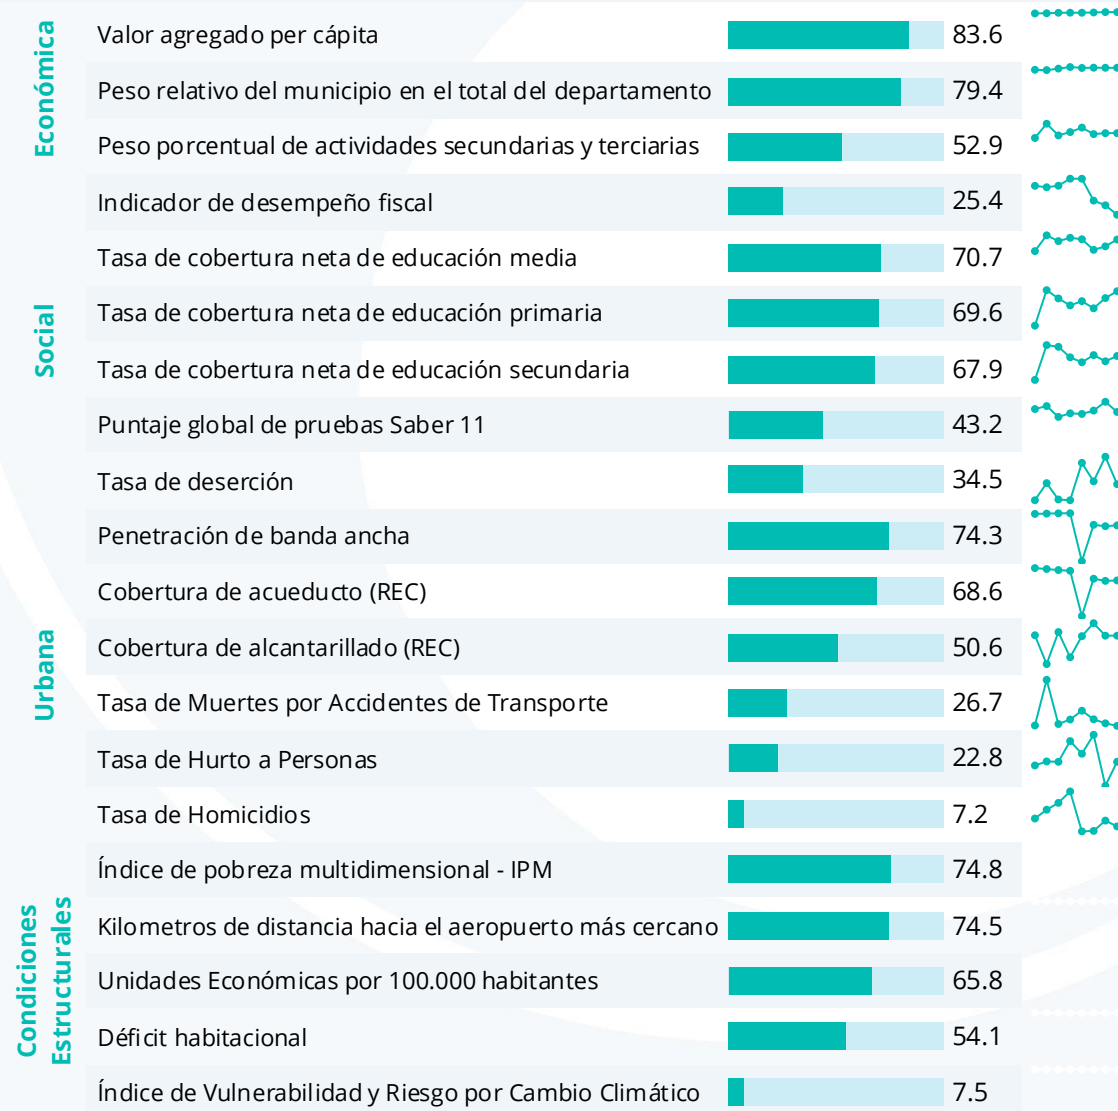 Económica
Valor agregado per cápita 83.6
Peso relativo del municipio en el total del departamento 79.4
Peso porcentual de actividades secundarias y terciarias 52.9
Indicador de desempeño fiscal 25.4
Social
Tasa de cobertura neta de educación media 70.7
Tasa de cobertura neta de educación primaria 69.6
Tasa de cobertura neta de educación secundaria 67.9
Puntaje global de pruebas Saber 11 43.2
Tasa de deserción 34.5
Urbana
Penetración de banda ancha 74.3
Cobertura de acueducto (REC) 68.6
Cobertura de alcantarillado (REC) 50.6
Tasa de Muertes por Accidentes de Transporte 26.7
Tasa de Hurto a Personas 22.8
Tasa de Homicidios 7.2
Condiciones
Estructurales
Índice de pobreza multidimensional - IPM 74.8
Kilometros de distancia hacia el aeropuerto más cercano 74.5
Unidades Económicas por 100.000 habitantes 65.8
Déficit habitacional 54.1
Índice de Vulnerabilidad y Riesgo por Cambio Climático 7.5